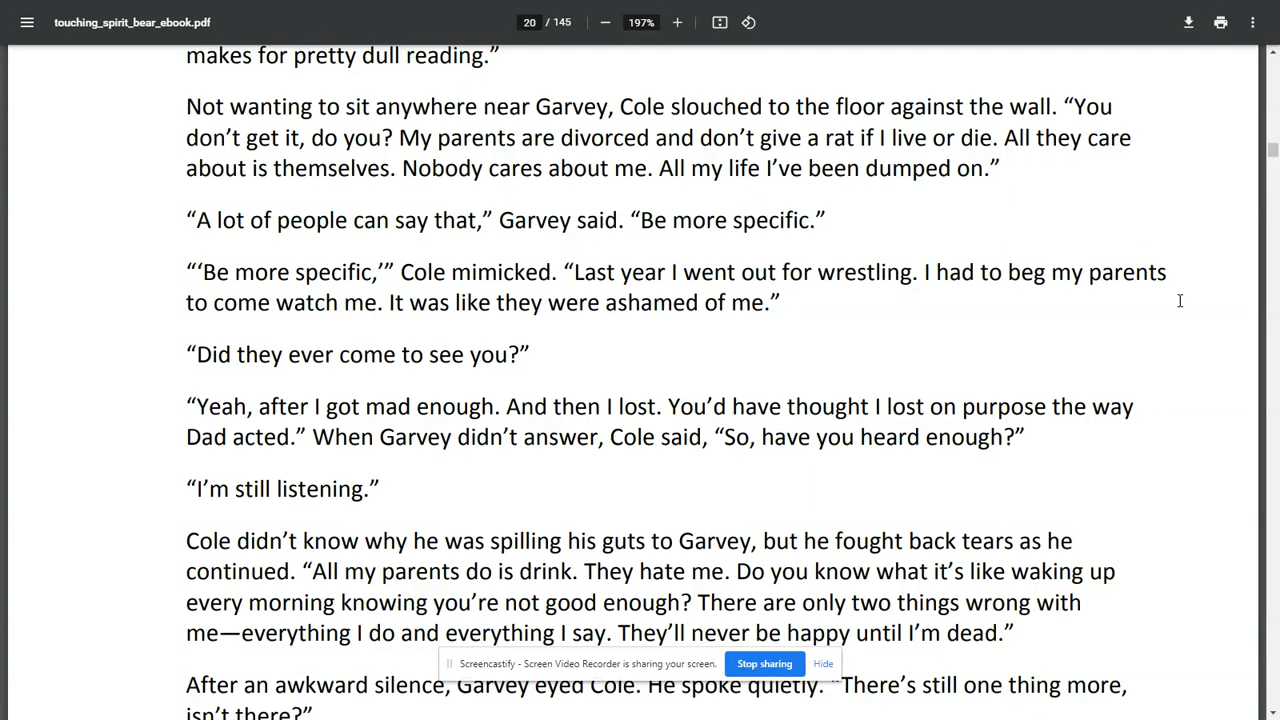 touching_spirit_bear_ebook.pdf
20 / 145
197%
makes for pretty dull reading.”
Not wanting to sit anywhere near Garvey, Cole slouched to the floor against the wall. “You
don’t get it, do you? My parents are divorced and don’t give a rat if I live or die. All they care
about is themselves. Nobody cares about me. All my life I’ve been dumped on.”
“A lot of people can say that,” Garvey said. “Be more specific.”
“‘Be more specific,’” Cole mimicked. “Last year I went out for wrestling. I had to beg my parents
to come watch me. It was like they were ashamed of me.”
“Did they ever come to see you?”
“Yeah, after I got mad enough. And then I lost. You’d have thought I lost on purpose the way
Dad acted.” When Garvey didn’t answer, Cole said, “So, have you heard enough?”
“I’m still listening.”
Cole didn’t know why he was spilling his guts to Garvey, but he fought back tears as he
continued. “All my parents do is drink. They hate me. Do you know what it’s like waking up
every morning knowing you’re not good enough? There are only two things wrong with
me—everything I do and everything I say. They’ll never be happy until I’m dead.”
Screencastify - Screen Video Recorder is sharing your screen.
Stop sharing
Hide
After an awkward silence, Garvey eyed Cole. He spoke quietly. “There’s still one thing more,
isn’t there?”